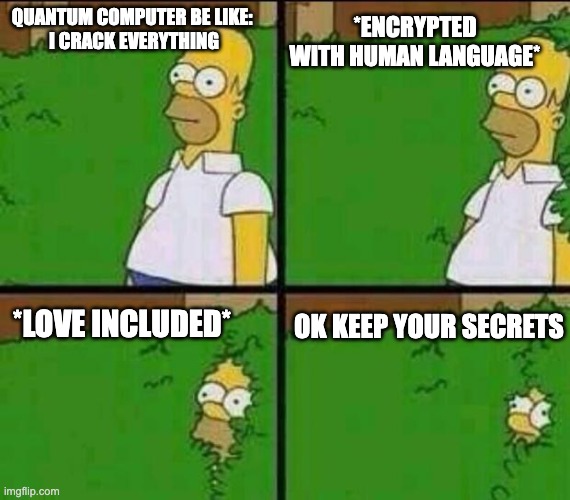 QUANTUM COMPUTER BE LIKE:
I CRACK EVERYTHING
*ENCRYPTED
WITH HUMAN LANGUAGE*
*LOVE INCLUDED*
OK KEEP YOUR SECRETS
imgflip.com